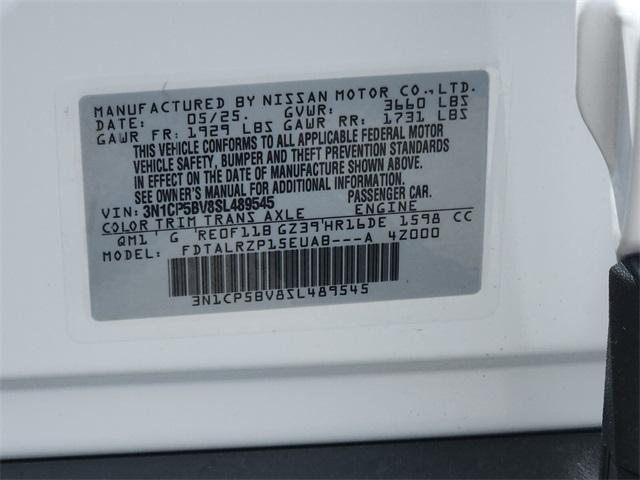 MANUFACTURED BY NISSAN MOTOR CO.,LTD.
DATE: 05/25. GVWR: 3660 LBS
GAWR FR: 1929 LBS GAWR RR: 1731 LBS
THIS VEHICLE CONFORMS TO ALL APPLICABLE FEDERAL MOTOR
VEHICLE SAFETY, BUMPER AND THEFT PREVENTION STANDARDS
IN EFFECT ON THE DATE OF MANUFACTURE SHOWN ABOVE.
SEE OWNER'S MANUAL FOR ADDITIONAL INFORMATION
VIN: 3N1CP5BV8SL489545 PASSENGER CAR.
COLOR TRIM TRANS AXLE ENGINE
QM1 G RE0F11B GZ39 HR16DE 1598 CC
FDTALRZP15EUAB---A 4Z000
3N1CP5BV8SL489545